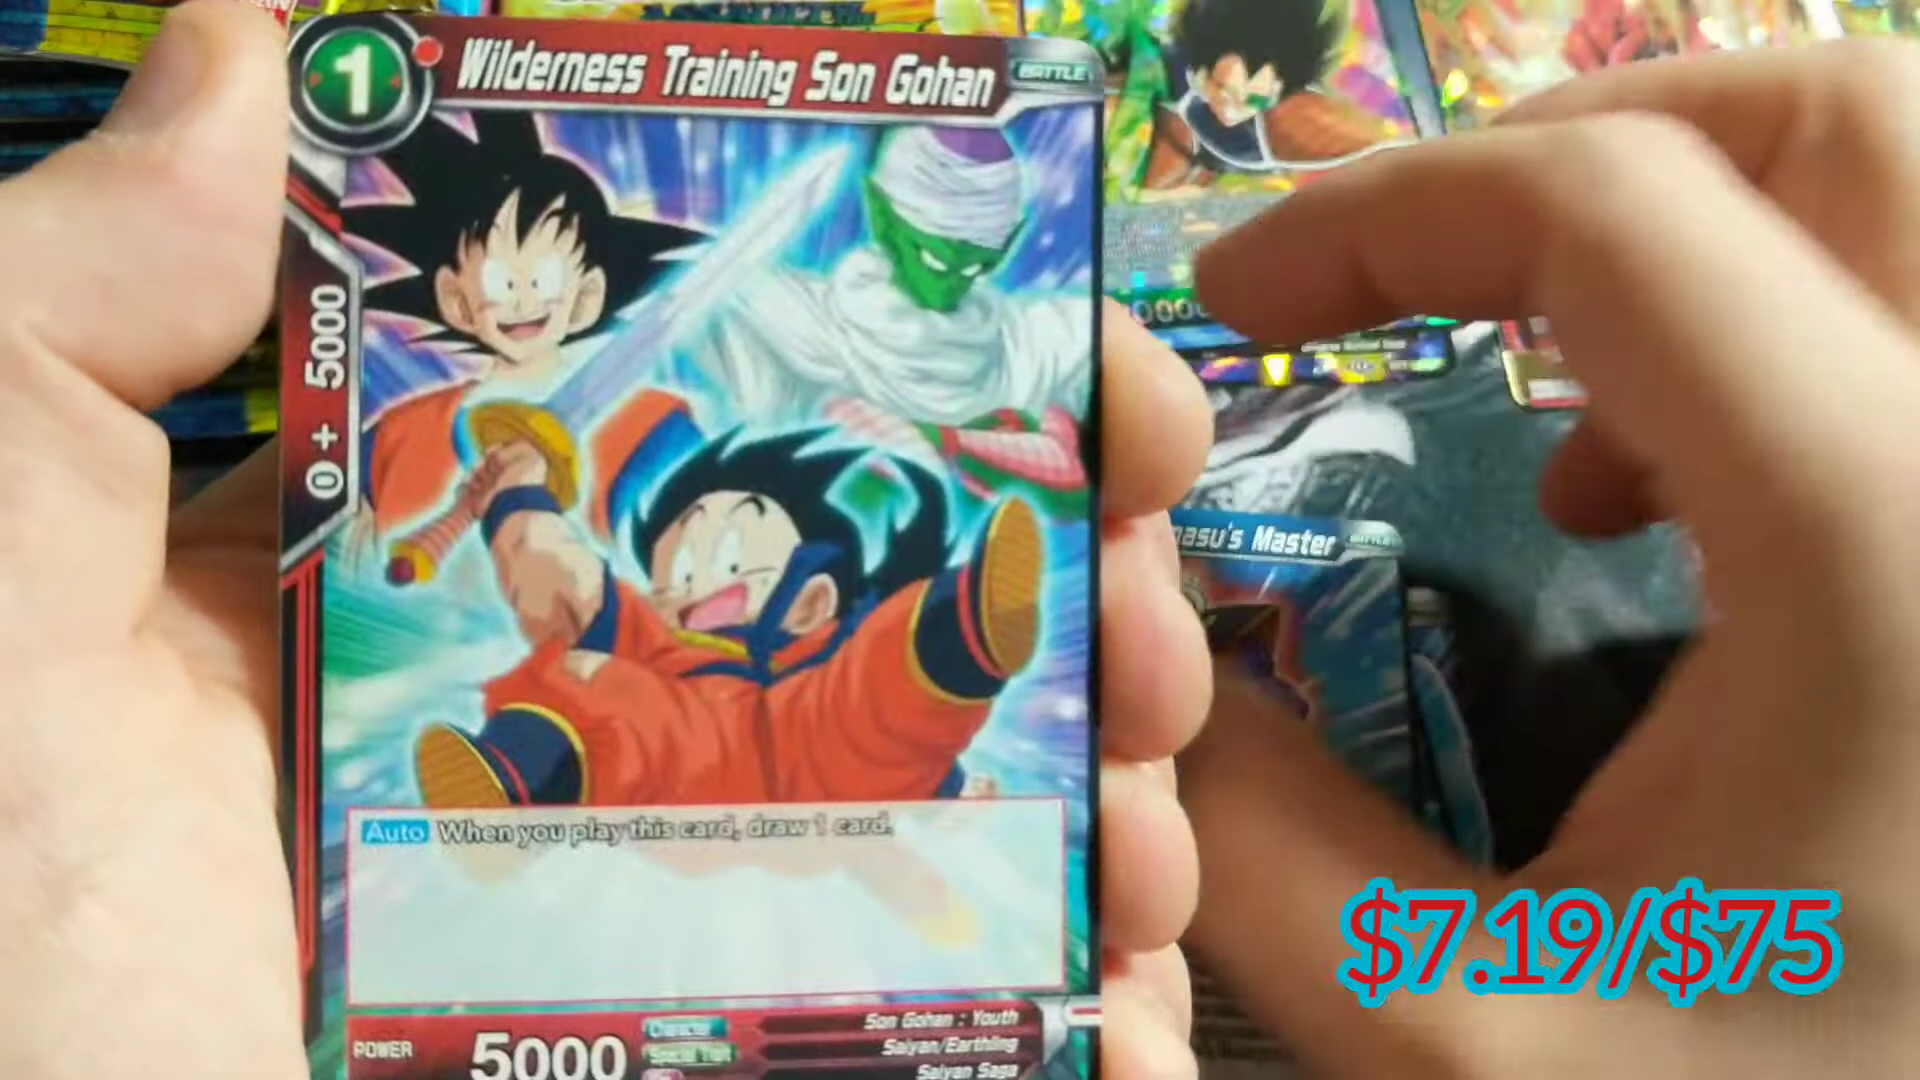 1
Wilderness Training Son Gohan
BATTLE
0 + 5000
Auto When you play this card, draw 1 card.
POWER
5000
Character
Son Gohan : Youth
Special Trait
Saiyan/Earthling
Saiyan Saga
's Master
BATTLE
$7.19/$75